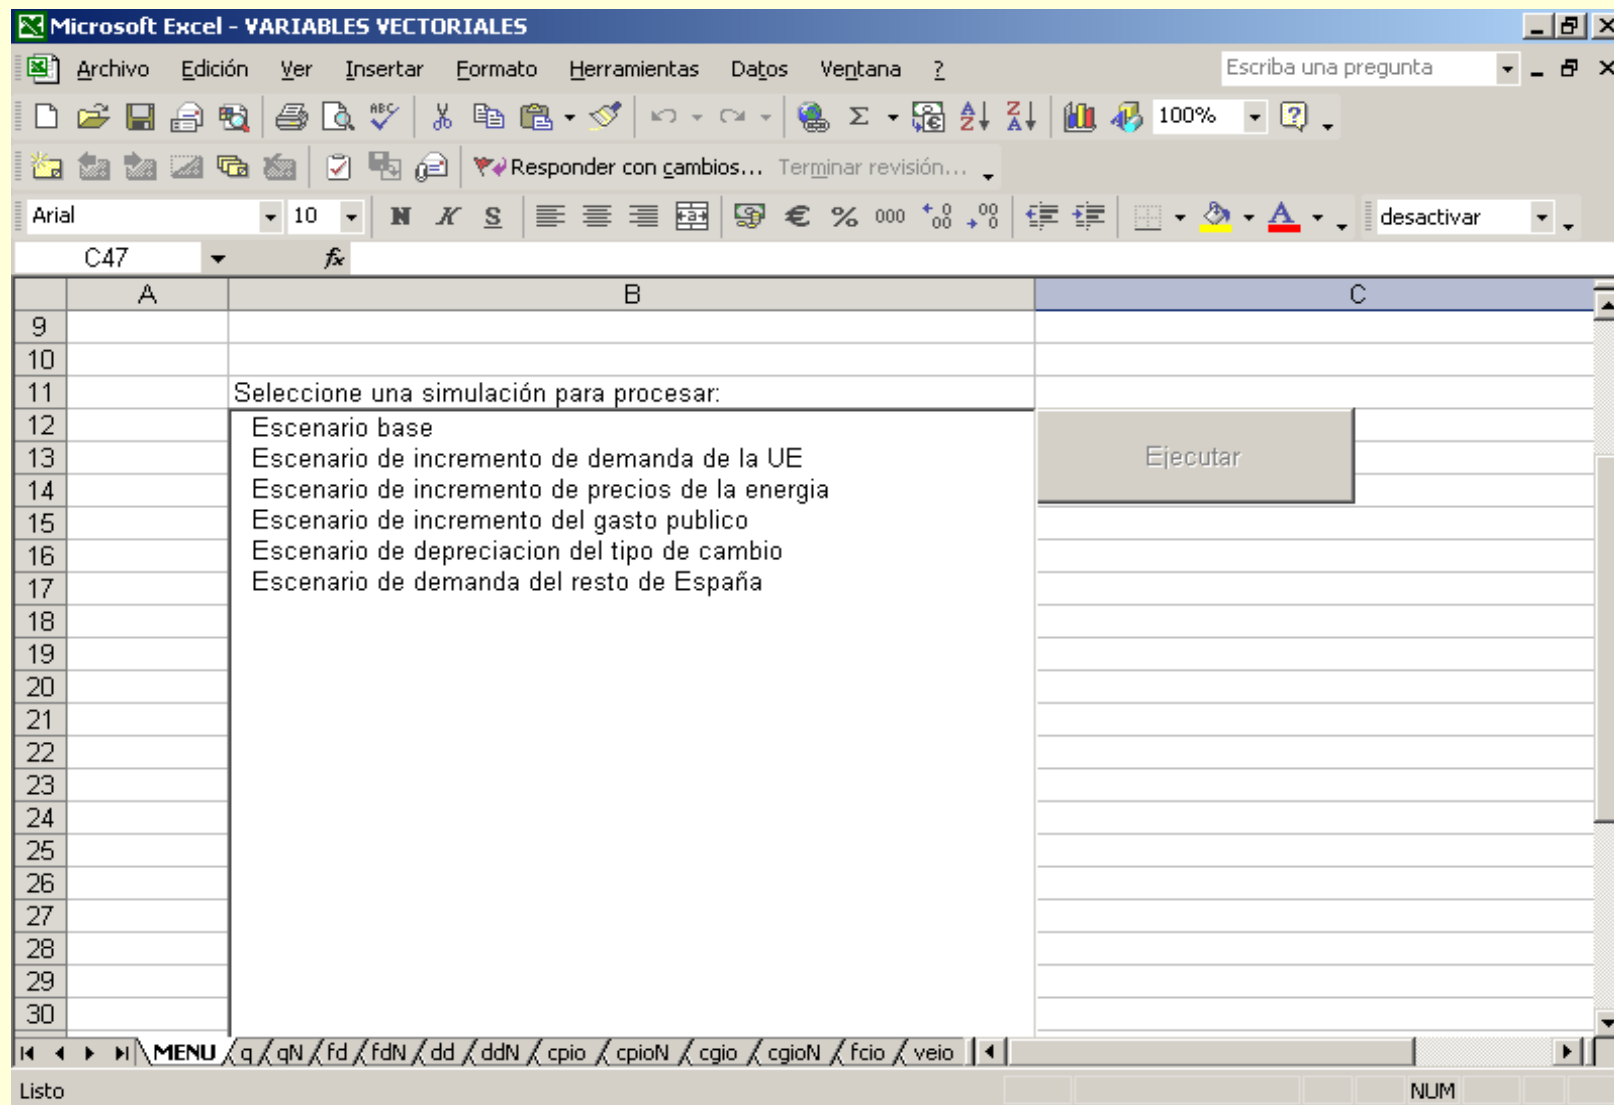 Microsoft Excel - VARIABLES VECTORIALES
Archivo Edición Ver Insertar Formato Herramientas Datos Ventana ? Escriba una pregunta
100%
Responder con cambios... Terminar revisión...
Arial 10 N K S € % 000 desactivar
C47 fx
A B C
9
10
11 Seleccione una simulación para procesar:
12 Escenario base
Ejecutar
13 Escenario de incremento de demanda de la UE
14 Escenario de incremento de precios de la energia
15 Escenario de incremento del gasto publico
16 Escenario de depreciacion del tipo de cambio
17 Escenario de demanda del resto de España
18
19
20
21
22
23
24
25
26
27
28
29
30
MENU q qN fd fdN dd ddN cpio cpioN cgio cgioN fcio veio
Listo NUM